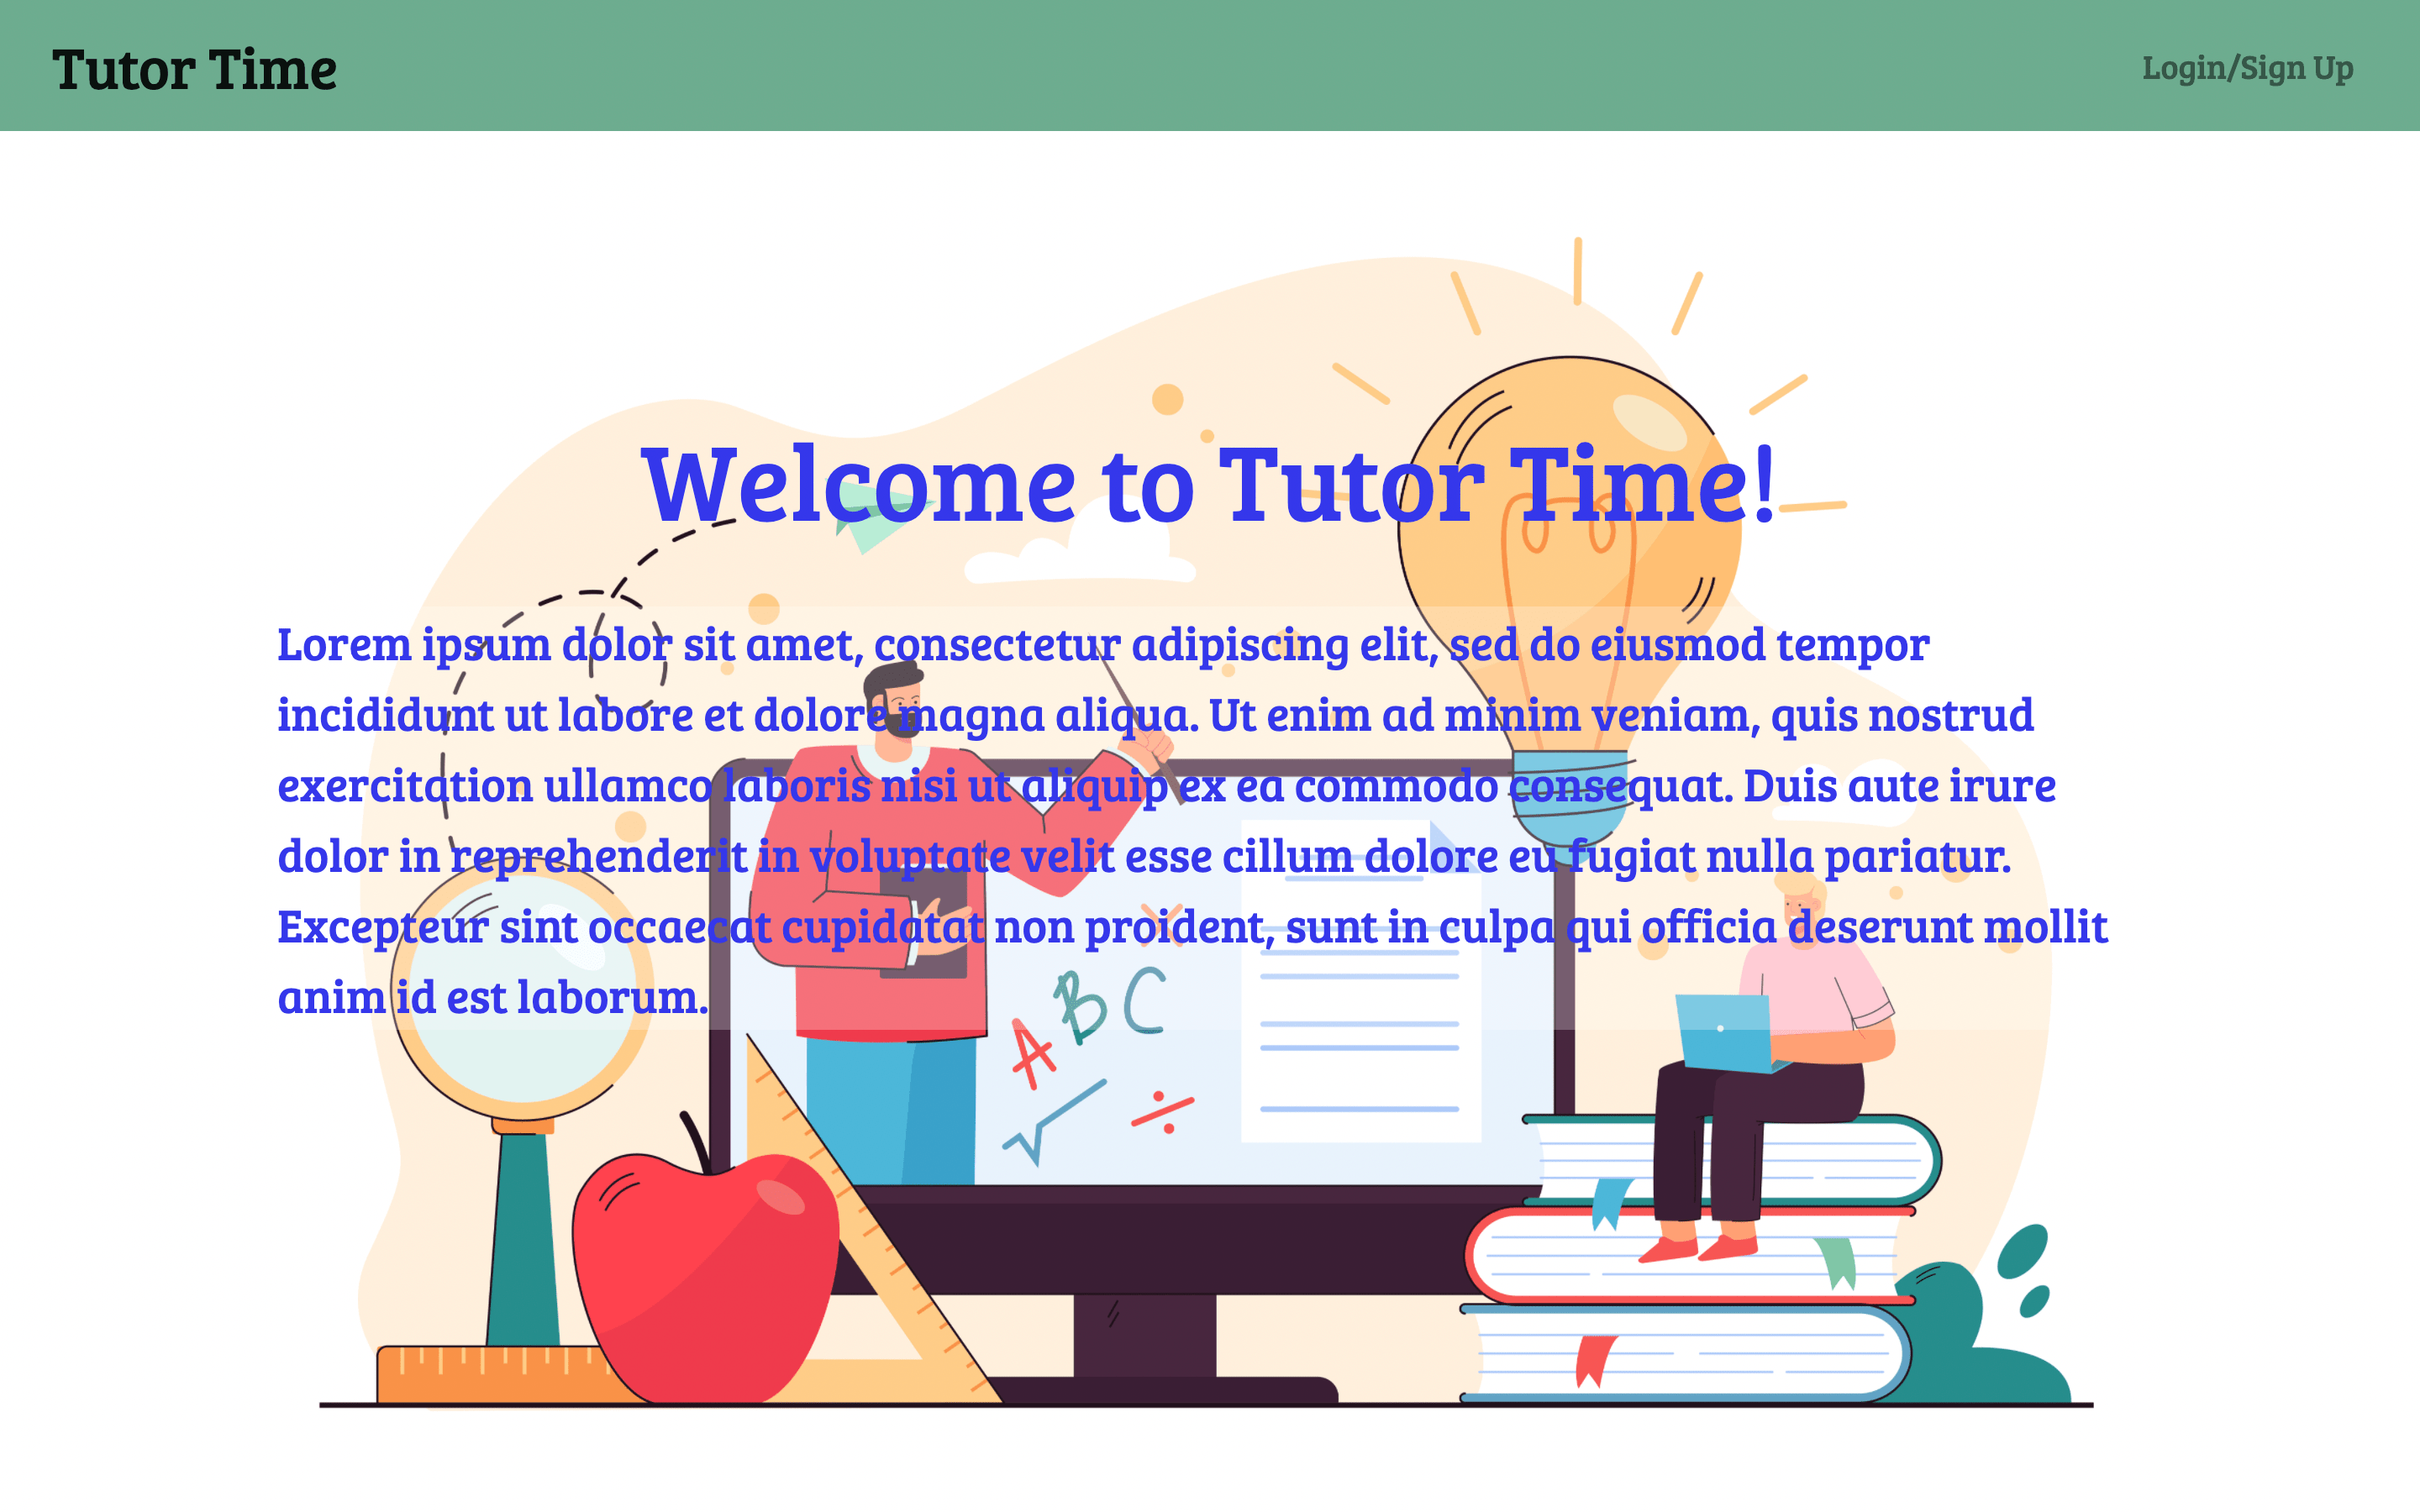 Tutor Time
Login/Sign Up
Welcome to Tutor Time!
Lorem ipsum dolor sit amet, consectetur adipiscing elit, sed do eiusmod tempor
incididunt ut labore et dolore magna aliqua. Ut enim ad minim veniam, quis nostrud
exercitation ullamco laboris nisi ut aliquip ex ea commodo consequat. Duis aute irure
dolor in reprehenderit in voluptate velit esse cillum dolore eu fugiat nulla pariatur.
Excepteur sint occaecat cupidatat non proident, sunt in culpa qui officia deserunt mollit
anim id est laborum.
A B C
√ ÷